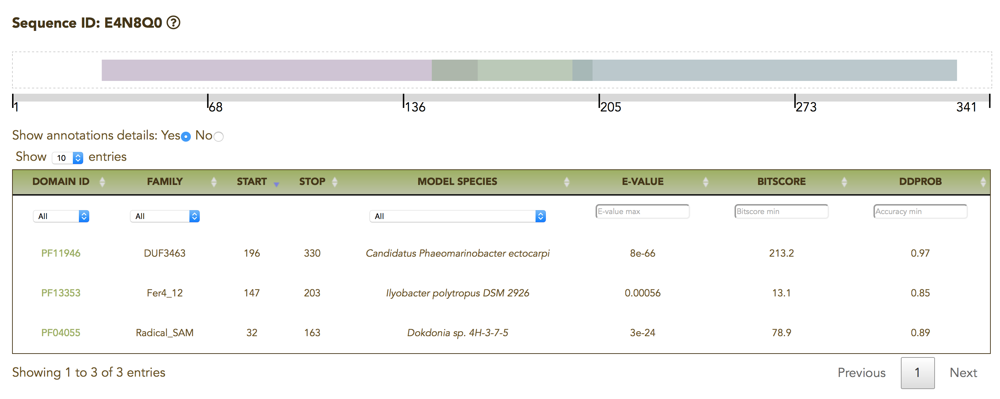 Sequence ID: E4N8Q0 ?
1 68 136 205 273 341
Show annotations details: Yes No
Show 10 entries
DOMAIN ID FAMILY START STOP MODEL SPECIES E-VALUE BITSCORE DDPROB
All All All E-value max Bitscore min Accuracy min
PF11946 DUF3463 196 330 Candidatus Phaeomarinobacter ectocarpi 8e-66 213.2 0.97
PF13353 Fer4_12 147 203 Ilyobacter polytropus DSM 2926 0.00056 13.1 0.85
PF04055 Radical_SAM 32 163 Dokdonia sp. 4H-3-7-5 3e-24 78.9 0.89
Showing 1 to 3 of 3 entries Previous 1 Next